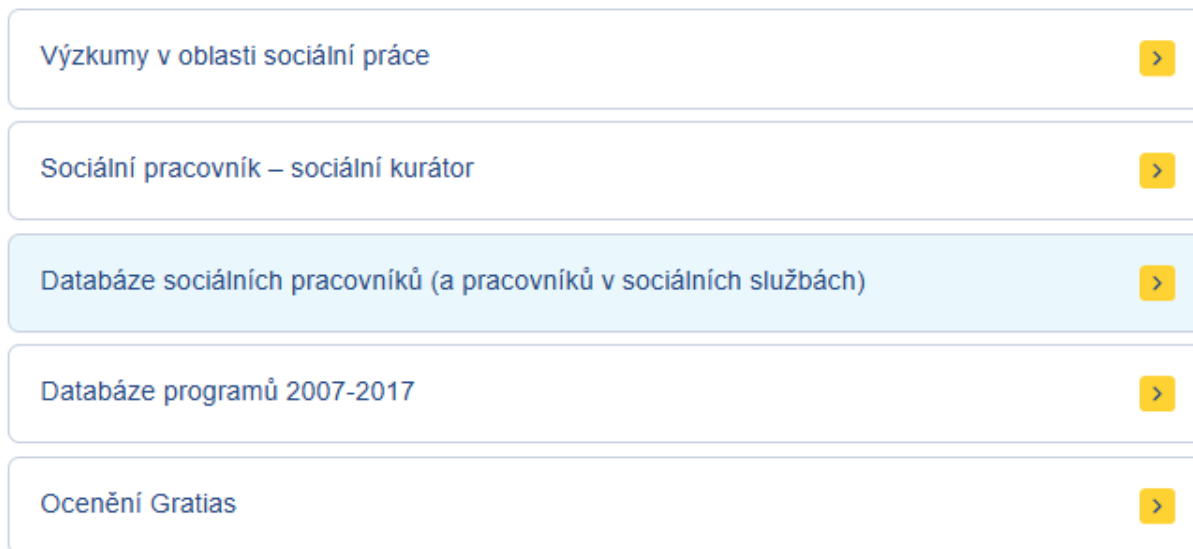 Výzkumy v oblasti sociální práce
Sociální pracovník – sociální kurátor
Databáze sociálních pracovníků (a pracovníků v sociálních službách)
Databáze programů 2007-2017
Ocenění Gratias